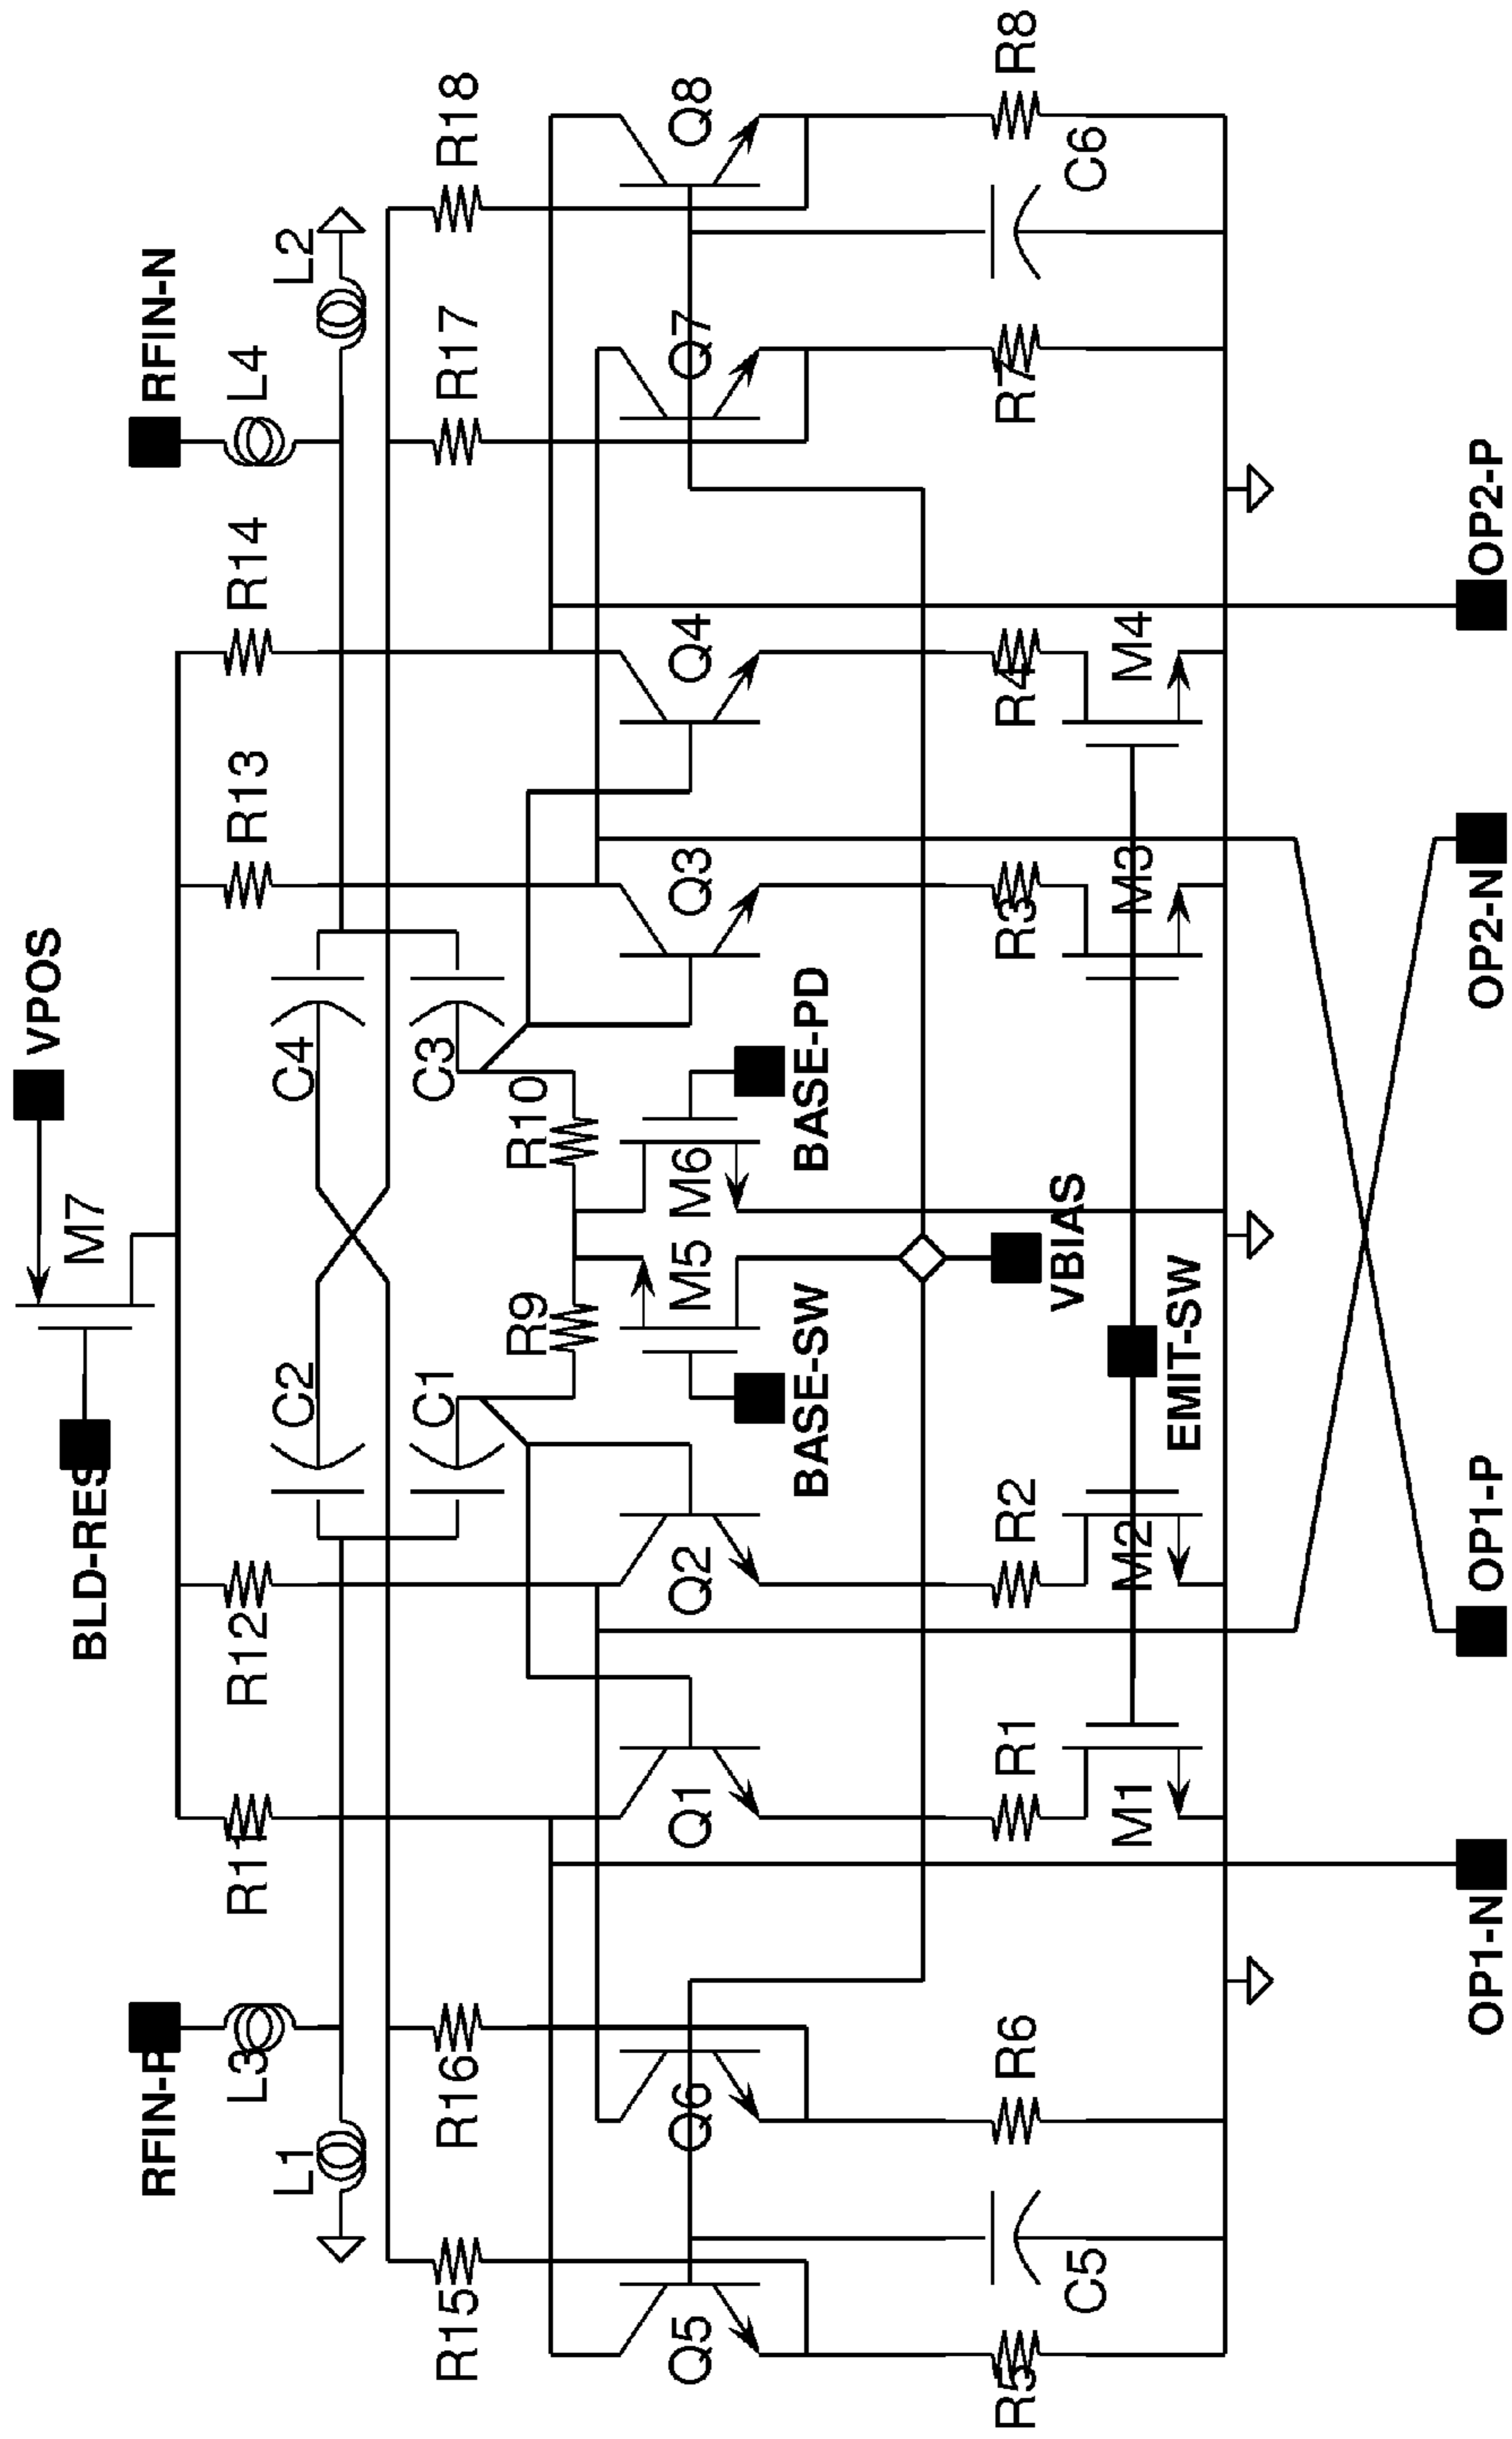 VPOS
M7
BLD-RES
RFIN-P
L3
R11
R12
R13
R14
L4
RFIN-N
L1
C2
C4
L2
R15
R16
C1
C3
R17
R18
R9
R10
Q5
Q6
Q1
Q2
M5
M6
Q3
Q4
Q7
Q8
BASE-SW
BASE-PD
R5
R6
R1
R2
VBIAS
R3
R4
R7
R8
C5
M1
M2
EMIT-SW
M3
M4
C6
OP1-N
OP1-P
OP2-N
OP2-P